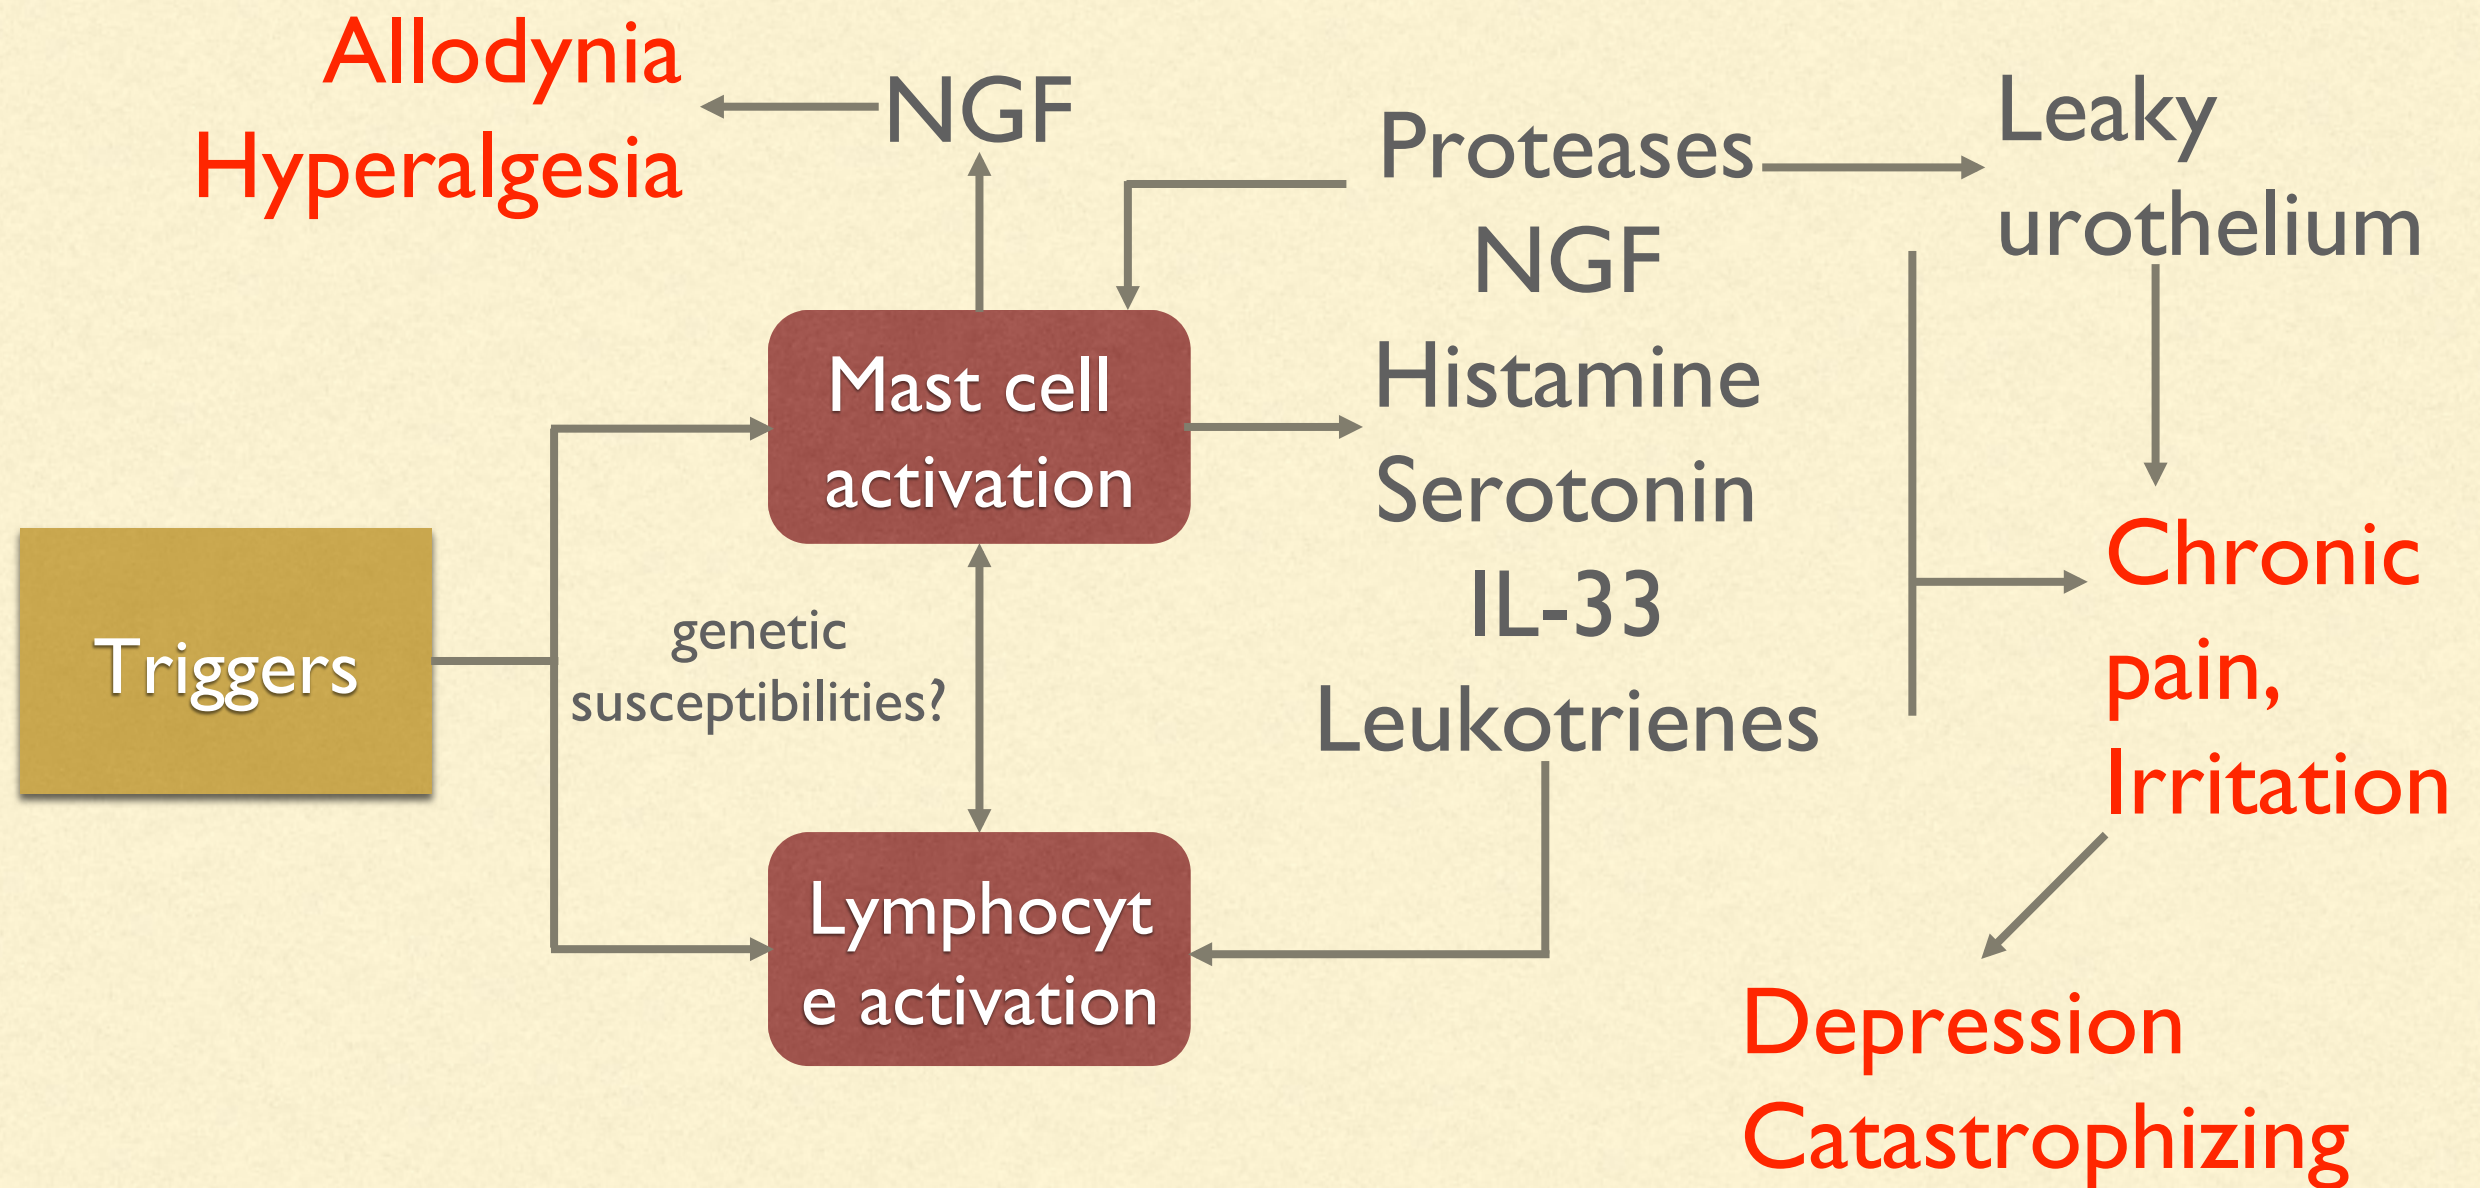 Allodynia
Hyperalgesia
NGF
Proteases
NGF
Histamine
Serotonin
IL-33
Leukotrienes
Leaky
urothelium
Mast cell
activation
Triggers
genetic
susceptibilities?
Chronic
pain,
Irritation
Lymphocyt
e activation
Depression
Catastrophizing